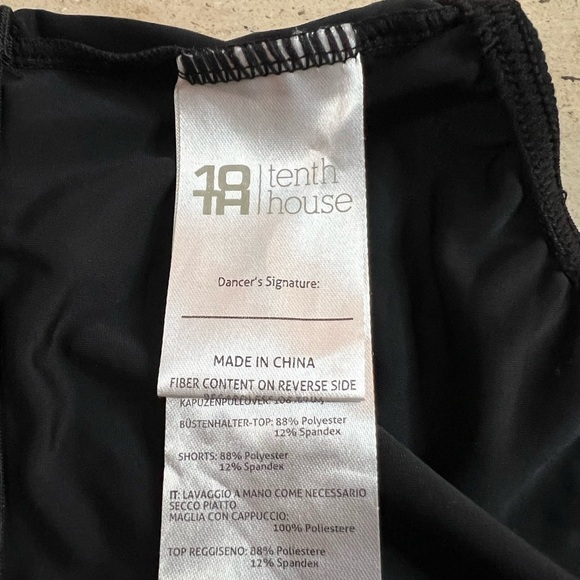 10TH
tenth
house
Dancer's Signature:
MADE IN CHINA
FIBER CONTENT ON REVERSE SIDE
KAPUZENPULLOVER:
BÜSTENHALTER-TOP: 88% Polyester
12% Spandex
SHORTS: 88% Polyester
12% Spandex
IT: LAVAGGIO A MANO COME NECESSARIO
SECCO PIATTO
MAGLIA CON CAPPUCCIO:
100% Poliestere
TOP REGGISENO: 88% Poliestere
12% Spandex